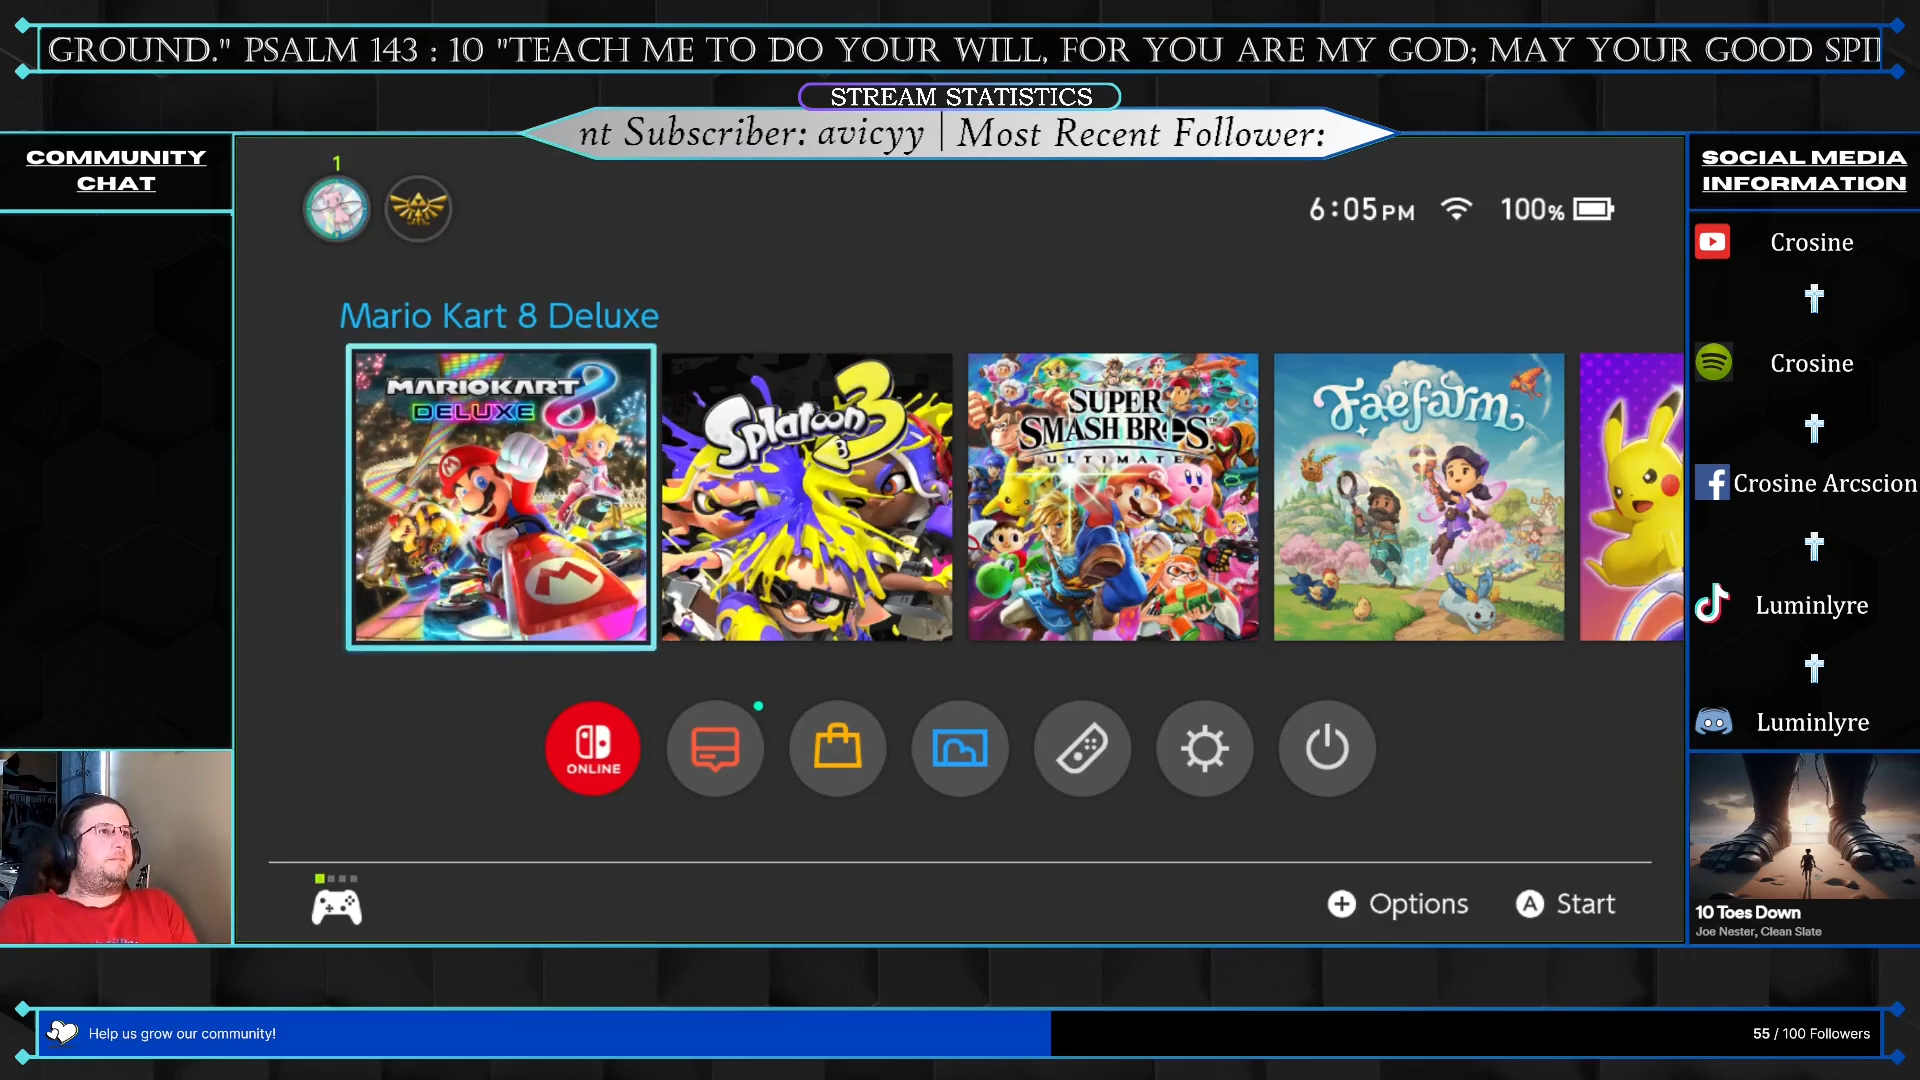 GROUND." PSALM 143 : 10 "TEACH ME TO DO YOUR WILL, FOR YOU ARE MY GOD; MAY YOUR GOOD SPI
STREAM STATISTICS
nt Subscriber: avicyy | Most Recent Follower:
COMMUNITY
CHAT
1
6:05 PM
100%
Mario Kart 8 Deluxe
MARIOKART 8
DELUXE
Splatoon 3
SUPER
SMASH BROS.
ULTIMATE
Faefarm
ONLINE
Options
A
Start
SOCIAL MEDIA
INFORMATION
Crosine
Crosine
Crosine Arcscion
Luminlyre
Luminlyre
10 Toes Down
Joe Nester, Clean Slate
Help us grow our community!
55 / 100 Followers